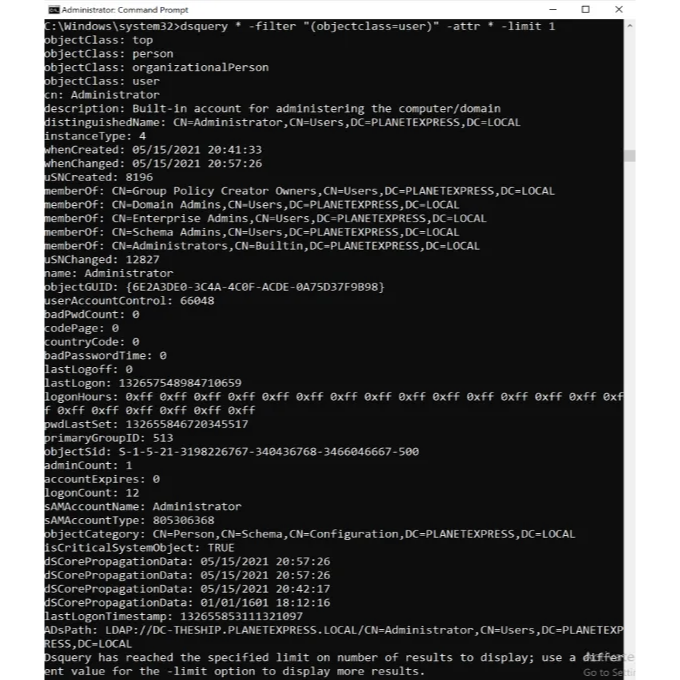 Administrator: Command Prompt
C:\Windows\system32>dsquery * -filter "(objectclass=user)" -attr * -limit 1
objectClass: top
objectClass: person
objectClass: organizationalPerson
objectClass: user
cn: Administrator
description: Built-in account for administering the computer/domain
distinguishedName: CN=Administrator,CN=Users,DC=PLANETEXPRESS,DC=LOCAL
instanceType: 4
whenCreated: 05/15/2021 20:41:33
whenChanged: 05/15/2021 20:57:26
uSNCreated: 8196
memberOf: CN=Group Policy Creator Owners,CN=Users,DC=PLANETEXPRESS,DC=LOCAL
memberOf: CN=Domain Admins,CN=Users,DC=PLANETEXPRESS,DC=LOCAL
memberOf: CN=Enterprise Admins,CN=Users,DC=PLANETEXPRESS,DC=LOCAL
memberOf: CN=Schema Admins,CN=Users,DC=PLANETEXPRESS,DC=LOCAL
memberOf: CN=Administrators,CN=Builtin,DC=PLANETEXPRESS,DC=LOCAL
uSNChanged: 12827
name: Administrator
objectGUID: {6E2A3DE0-3C4A-4C0F-ACDE-0A75D37F9B98}
userAccountControl: 66048
badPwdCount: 0
codePage: 0
countryCode: 0
badPasswordTime: 0
lastLogoff: 0
lastLogon: 132657548984710659
logonHours: 0xff 0xff 0xff 0xff 0xff 0xff 0xff 0xff 0xff 0xff 0xff 0xff 0xff 0xff 0xf
f 0xff 0xff 0xff 0xff 0xff 0xff
pwdLastSet: 132655846720345517
primaryGroupID: 513
objectSid: S-1-5-21-3198226767-340436768-3466046667-500
adminCount: 1
accountExpires: 0
logonCount: 12
sAMAccountName: Administrator
sAMAccountType: 805306368
objectCategory: CN=Person,CN=Schema,CN=Configuration,DC=PLANETEXPRESS,DC=LOCAL
isCriticalSystemObject: TRUE
dSCorePropagationData: 05/15/2021 20:57:26
dSCorePropagationData: 05/15/2021 20:57:26
dSCorePropagationData: 05/15/2021 20:42:17
dSCorePropagationData: 01/01/1601 18:12:16
lastLogonTimestamp: 132655853111321097
ADsPath: LDAP://DC-THESHIP.PLANETEXPRESS.LOCAL/CN=Administrator,CN=Users,DC=PLANETEXP
RESS,DC=LOCAL
Dsquery has reached the specified limit on number of results to display; use a differ
ent value for the -limit option to display more results.
Go to Settin